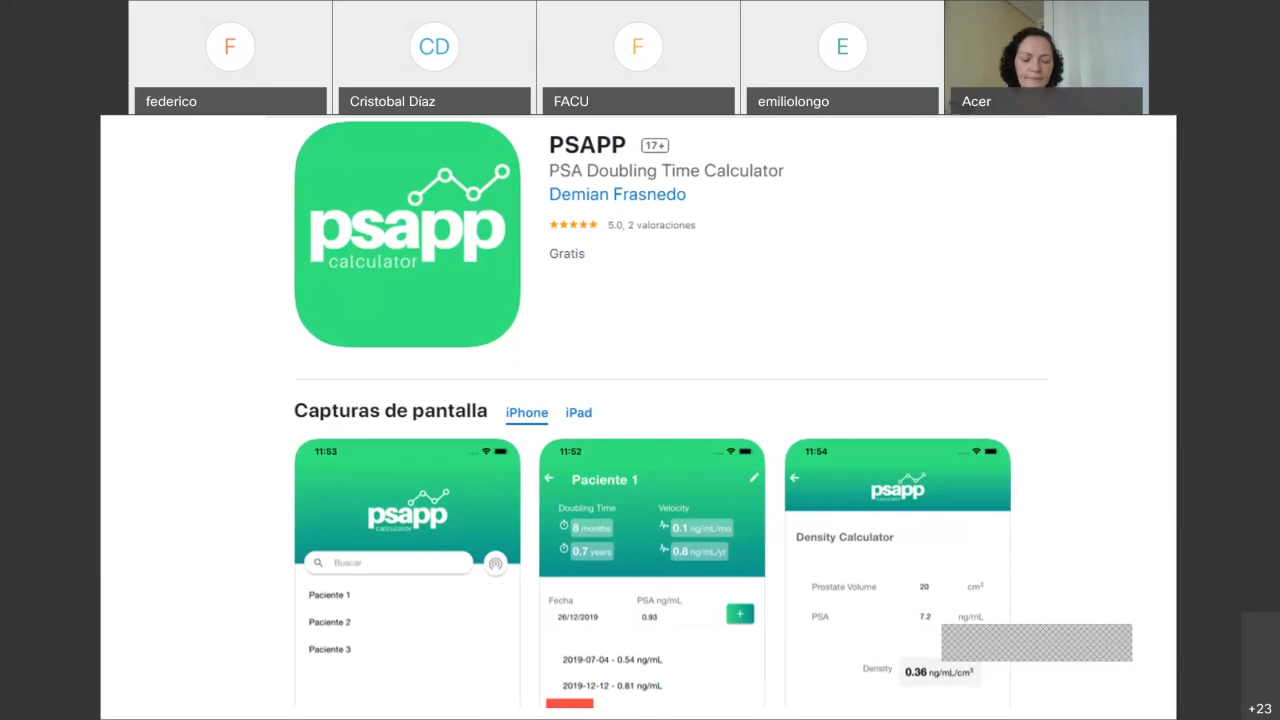 F
CD
F
E
federico
Cristobal Díaz
FACU
emiliolongo
Acer
psapp
calculator
PSAPP 17+
PSA Doubling Time Calculator
Demian Frasnedo
★★★★★ 5.0, 2 valoraciones
Gratis
Capturas de pantalla iPhone iPad
11:53
psapp
calculator
Buscar
Paciente 1
Paciente 2
Paciente 3
11:52
Paciente 1
Doubling Time Velocity
8 months 0.1 ng/mL/mo
0.7 years 0.8 ng/mL/yr
Fecha PSA ng/mL
26/12/2019 0.93 +
2019-07-04 - 0.54 ng/mL
2019-12-12 - 0.81 ng/mL
11:54
psapp
calculator
Density Calculator
Prostate Volume 20 cm³
PSA 7.2 ng/mL
Density 0.36 ng/mL/cm³
+23